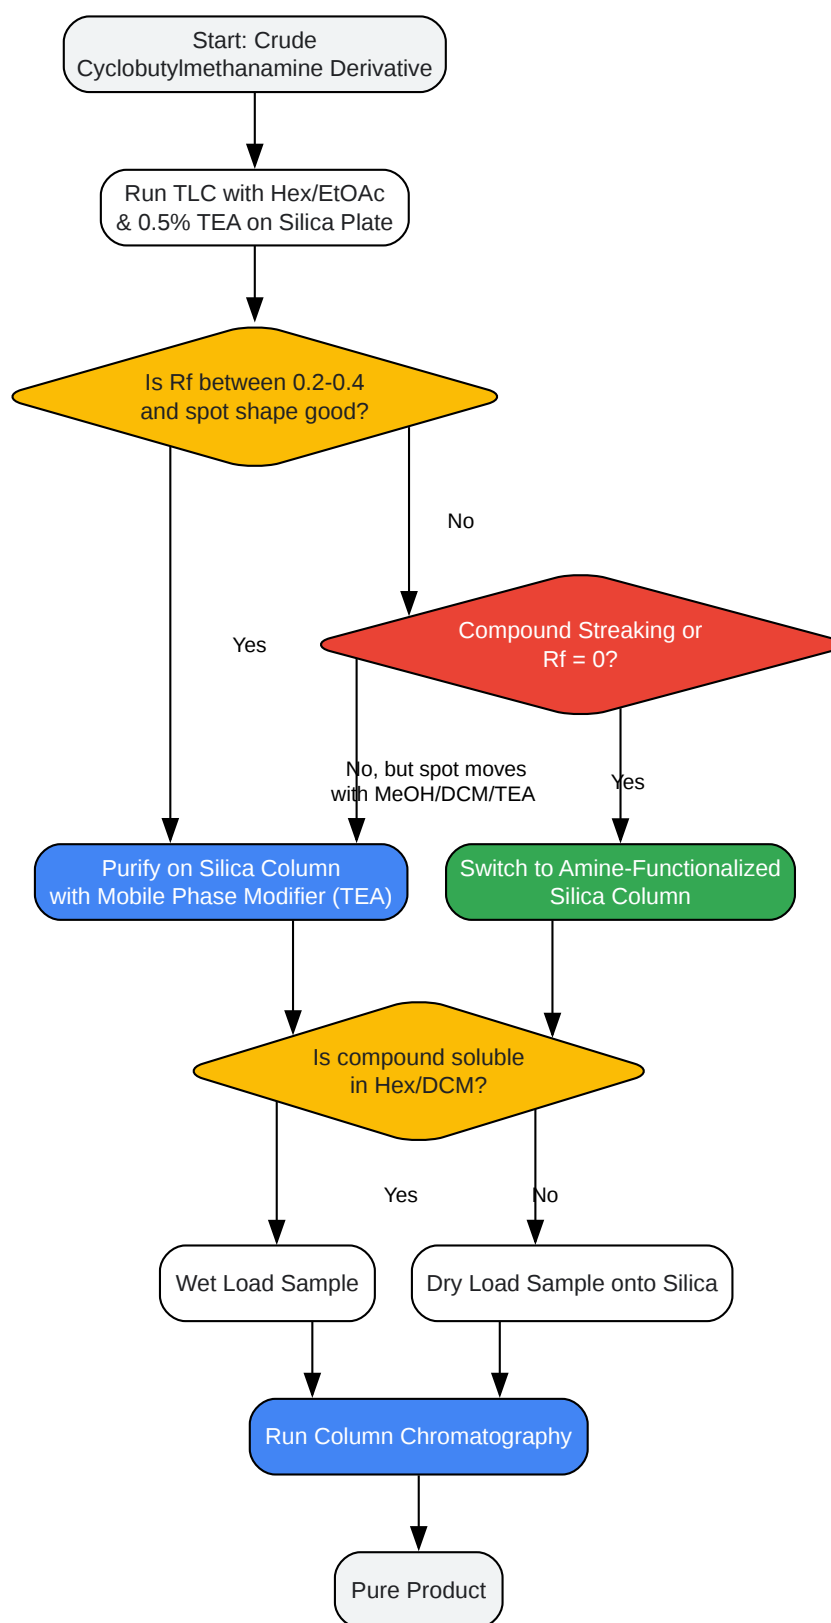 Start: Crude
Cyclobutylmethanamine Derivative
Run TLC with Hex/EtOAc
& 0.5% TEA on Silica Plate
Is Rf between 0.2-0.4
and spot shape good?
No
Compound Streaking or
Rf = 0?
Yes
No, but spot moves
with MeOH/DCM/TEA
Yes
Purify on Silica Column
with Mobile Phase Modifier (TEA)
Switch to Amine-Functionalized
Silica Column
Is compound soluble
in Hex/DCM?
Yes
No
Wet Load Sample
Dry Load Sample onto Silica
Run Column Chromatography
Pure Product